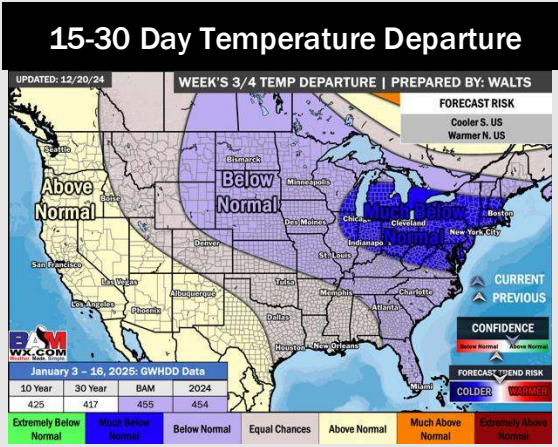 15-30 Day Temperature Departure
UPDATED: 12/20/24
WEEK'S 3/4 TEMP DEPARTURE | PREPARED BY: WALTS
FORECAST RISK
Cooler S. US
Warmer N. US
Seattle
Bismarck
Above
Normal
Boise
Below
Normal
Minneapolis
Much Below
Normal
Boston
Chicago
Cleveland
New York City
Des Moines
Indianapo
Denver
St. Louis
San Francisco
Las Vegas
Tulsa
Memphis
Charlotte
Los Angeles
Albuquerque
Phoenix
Atlanta
Dallas
Houston
New Orleans
Miami
CURRENT
PREVIOUS
CONFIDENCE
Below Normal
Above Normal
FORECAST TREND RISK
COLDER
WARMER
BAM
WX.COM
Weather. Made. Simple.
January 3 – 16, 2025: GWHDD Data
10 Year 30 Year BAM 2024
425 417 455 454
Extremely Below Normal
Much Below Normal
Below Normal
Equal Chances
Above Normal
Much Above Normal
Extremely Above Normal